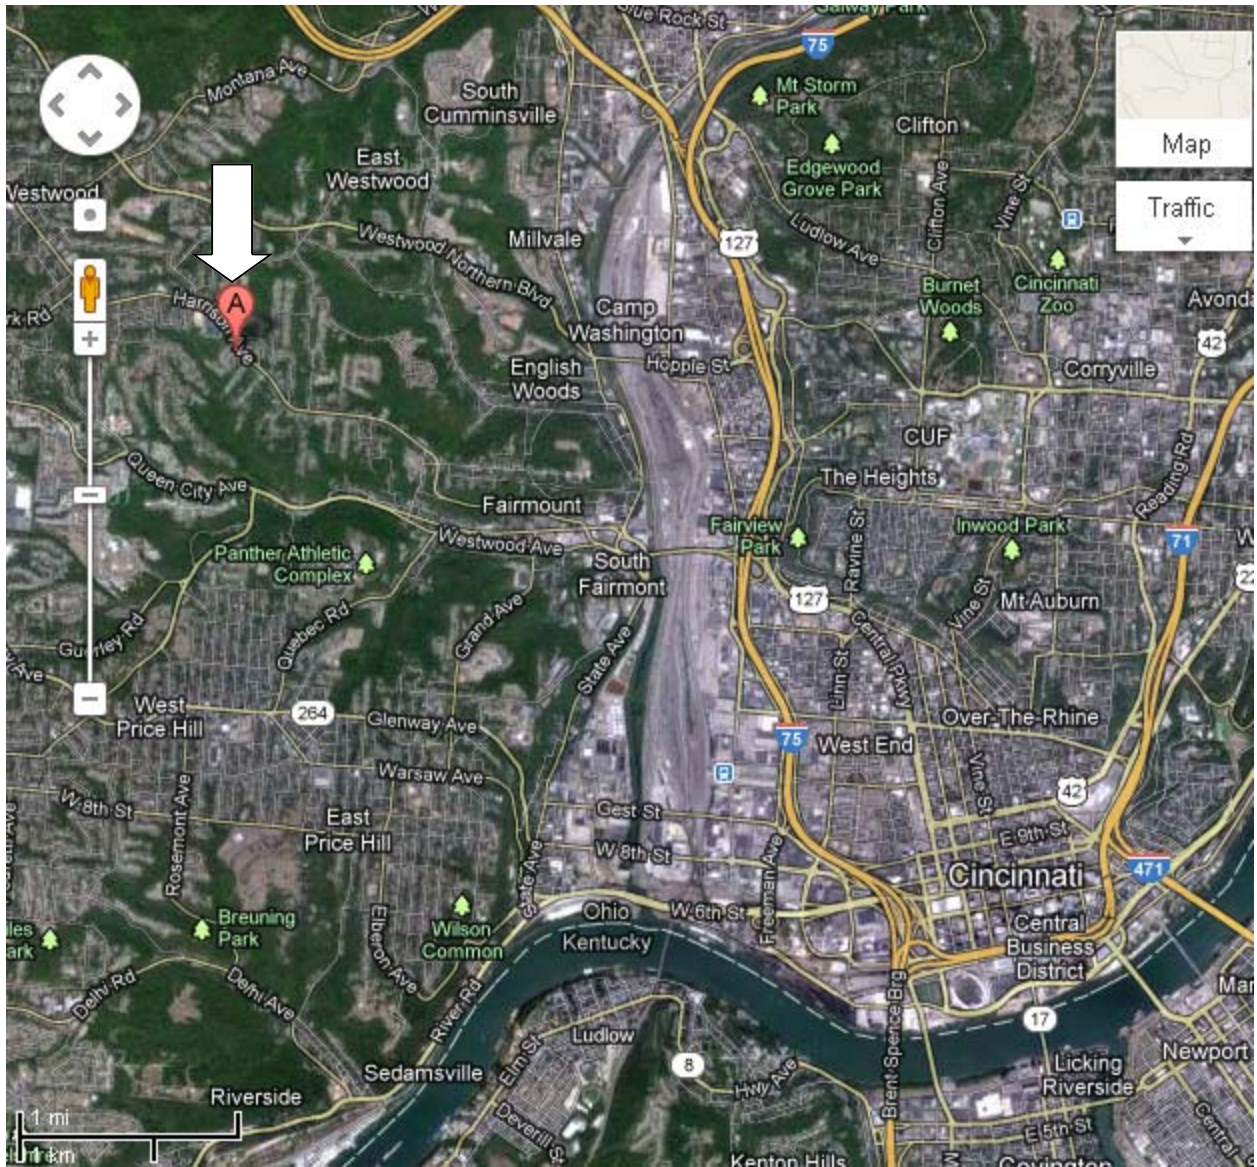 Blue Rock St
75
Montana Ave
South
Cumminsville
Mt Storm
Park
Clifton
Map
Edgewood
Grove Park
East
Westwood
Westwood
Traffic
Vine St
Clifton Ave
Ludlow Ave
Westwood Northern Blvd
Millvale
127
Burnet
Woods
Cincinnati
Zoo
A
Harrison Ave
Camp
Washington
42
Hopple St
English
Woods
Corryville
CUF
Queen City Ave
The Heights
Reading Rd
Fairmount
Fairview
Park
Inwood Park
71
Westwood Ave
Panther Athletic
Complex
South
Fairmont
Ravine St
127
Mt Auburn
Vine St
Quebec Rd
Grand Ave
Guerley Rd
State Ave
Central Pkwy
Linn St
West
Price Hill
264
Glenway Ave
Over-The-Rhine
75
West End
Warsaw Ave
Vine St
42
W 8th St
Rosemont Ave
East
Price Hill
Gest St
W 8th St
E 9th St
Freeman Ave
State Ave
Cincinnati
471
Breuning
Park
Elberon Ave
Wilson
Common
Ohio
Kentucky
W 6th St
Central
Business
District
Delhi Rd
Delhi Ave
River Rd
Brent Spence Brg
17
Ludlow
Elm St
Sedamsville
8
Hwy Ave
Licking
Riverside
Newport
Riverside
1 mi
1 km
Deverill St
E 5th St
Central
Kenton Hills
Covington